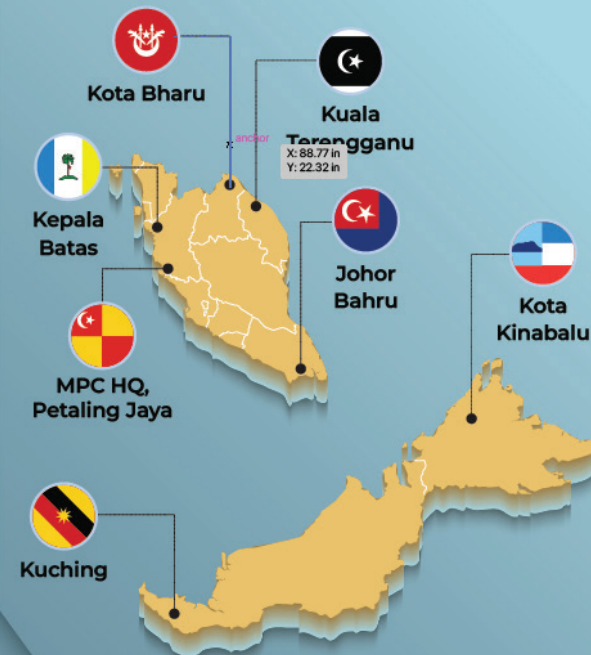 Kota Bharu
Kuala
Terengganu
anchor
X: 88.77 in
Y: 22.32 in
Kepala
Batas
Johor
Bahru
Kota
Kinabalu
MPC HQ,
Petaling Jaya
Kuching